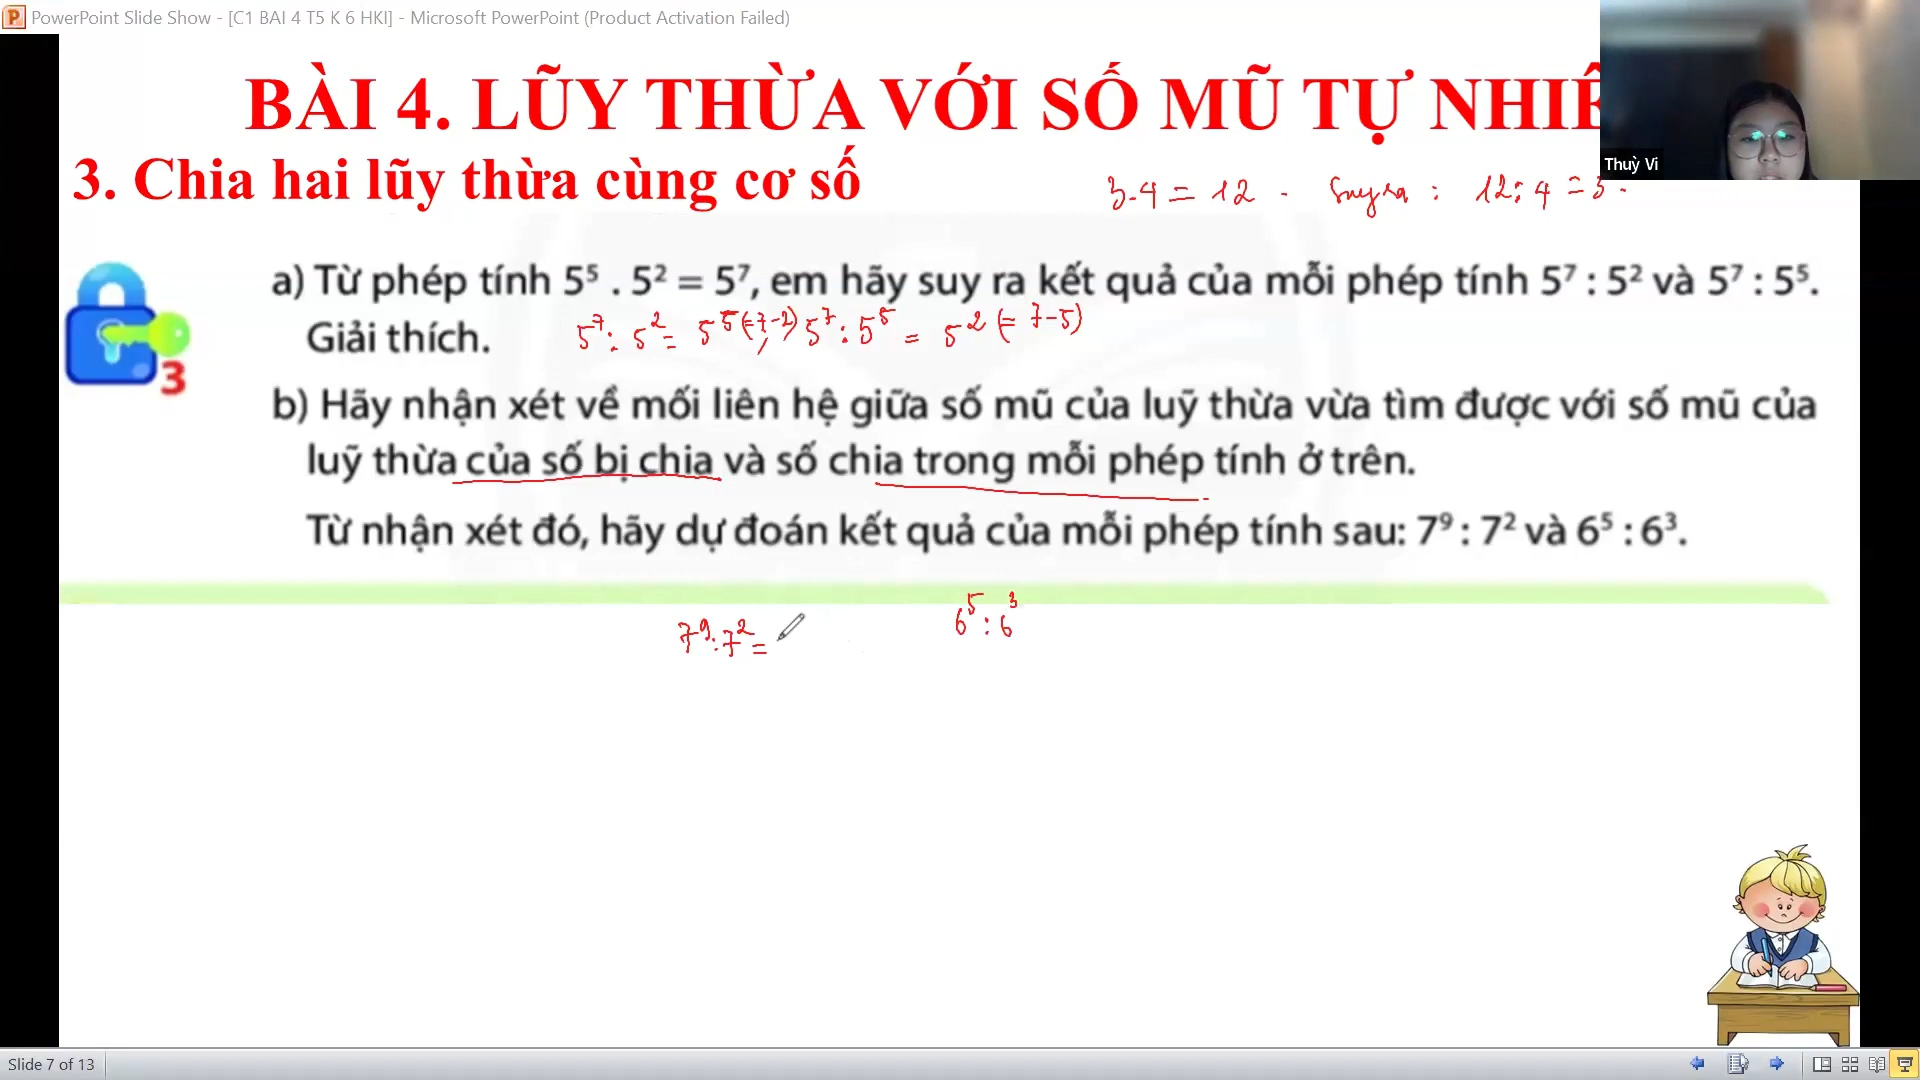 PowerPoint Slide Show - [C1 BAI 4 T5 K 6 HKI] - Microsoft PowerPoint (Product Activation Failed)
BÀI 4. LŨY THỪA VỚI SỐ MŨ TỰ NHIÊ
Thuỳ Vi
3. Chia hai lũy thừa cùng cơ số
3.4 = 12 . Suy ra : 12 : 4 = 3 .
a) Từ phép tính 5⁵ . 5² = 5⁷, em hãy suy ra kết quả của mỗi phép tính 5⁷ : 5² và 5⁷ : 5⁵.
Giải thích.
5⁷ : 5² = 5⁵ (=7-2) , 5⁷ : 5⁵ = 5² (= 7-5)
3
b) Hãy nhận xét về mối liên hệ giữa số mũ của luỹ thừa vừa tìm được với số mũ của
luỹ thừa của số bị chia và số chia trong mỗi phép tính ở trên.
Từ nhận xét đó, hãy dự đoán kết quả của mỗi phép tính sau: 7⁹ : 7² và 6⁵ : 6³.
7⁹ : 7² = 6⁵ : 6³
Slide 7 of 13